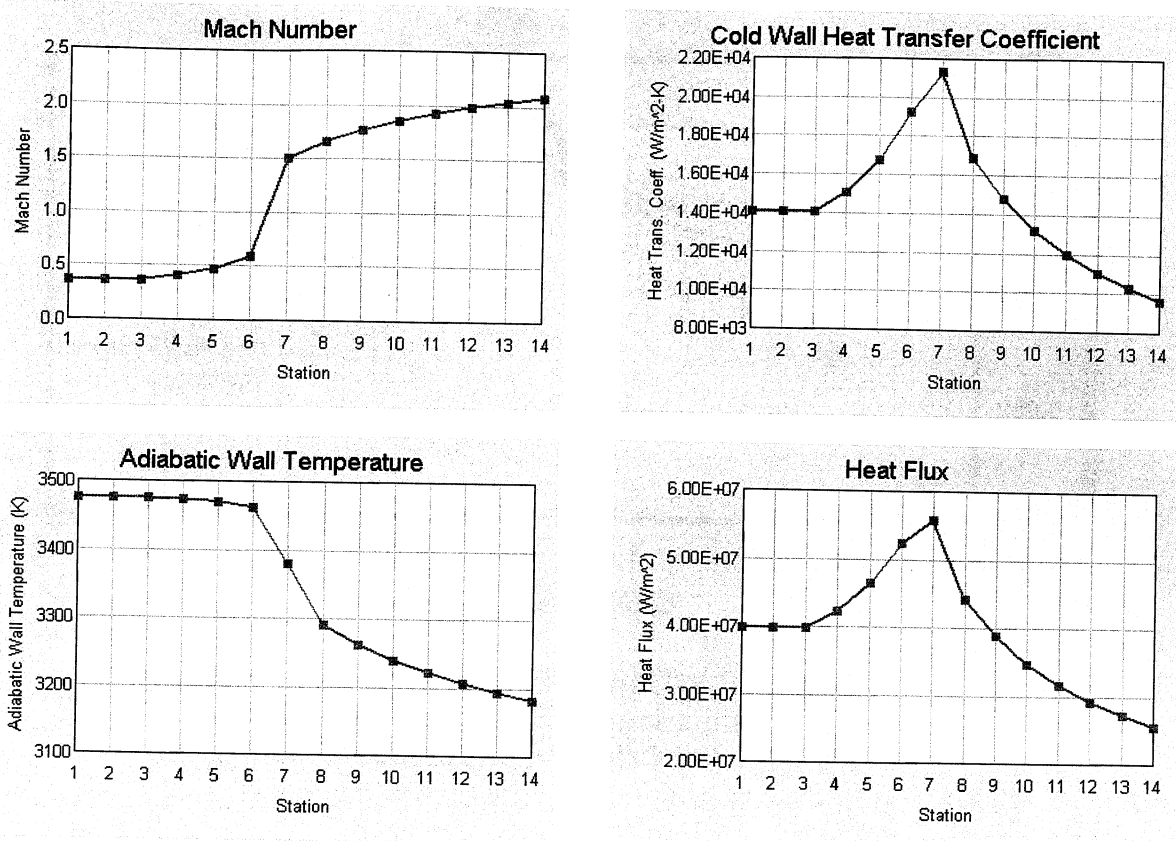 Mach Number
2.5
2.0
1.5
1.0
0.5
0.0
Mach Number
1 2 3 4 5 6 7 8 9 10 11 12 13 14
Station
Cold Wall Heat Transfer Coefficient
2.20E+04
2.00E+04
1.80E+04
1.60E+04
1.40E+04
1.20E+04
1.00E+04
8.00E+03
Heat Trans. Coeff. (W/m^2-K)
1 2 3 4 5 6 7 8 9 10 11 12 13 14
Station
Adiabatic Wall Temperature
3500
3400
3300
3200
3100
Adiabatic Wall Temperature (K)
1 2 3 4 5 6 7 8 9 10 11 12 13 14
Station
Heat Flux
6.00E+07
5.00E+07
4.00E+07
3.00E+07
2.00E+07
Heat Flux (W/m^2)
1 2 3 4 5 6 7 8 9 10 11 12 13 14
Station